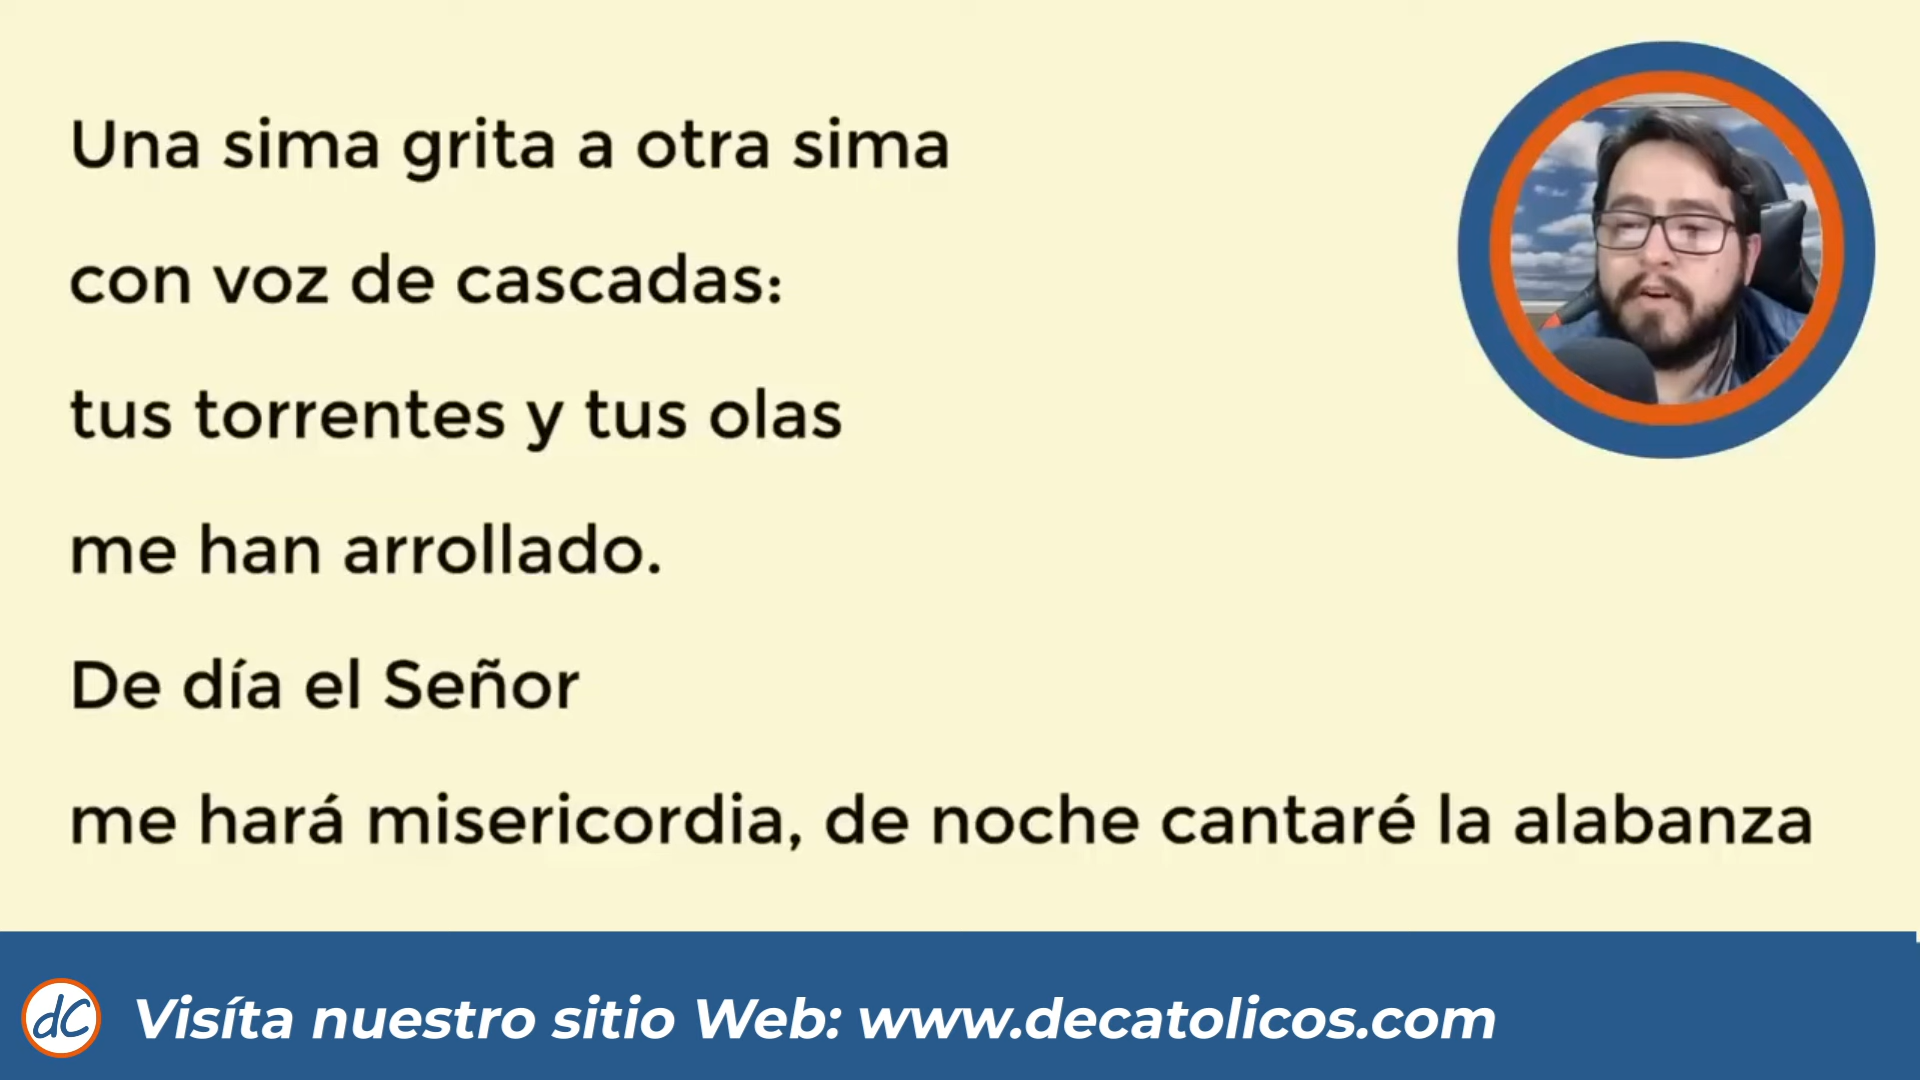 Una sima grita a otra sima
con voz de cascadas:
tus torrentes y tus olas
me han arrollado.
De día el Señor
me hará misericordia, de noche cantaré la alabanza
dC Visíta nuestro sitio Web: www.decatolicos.com